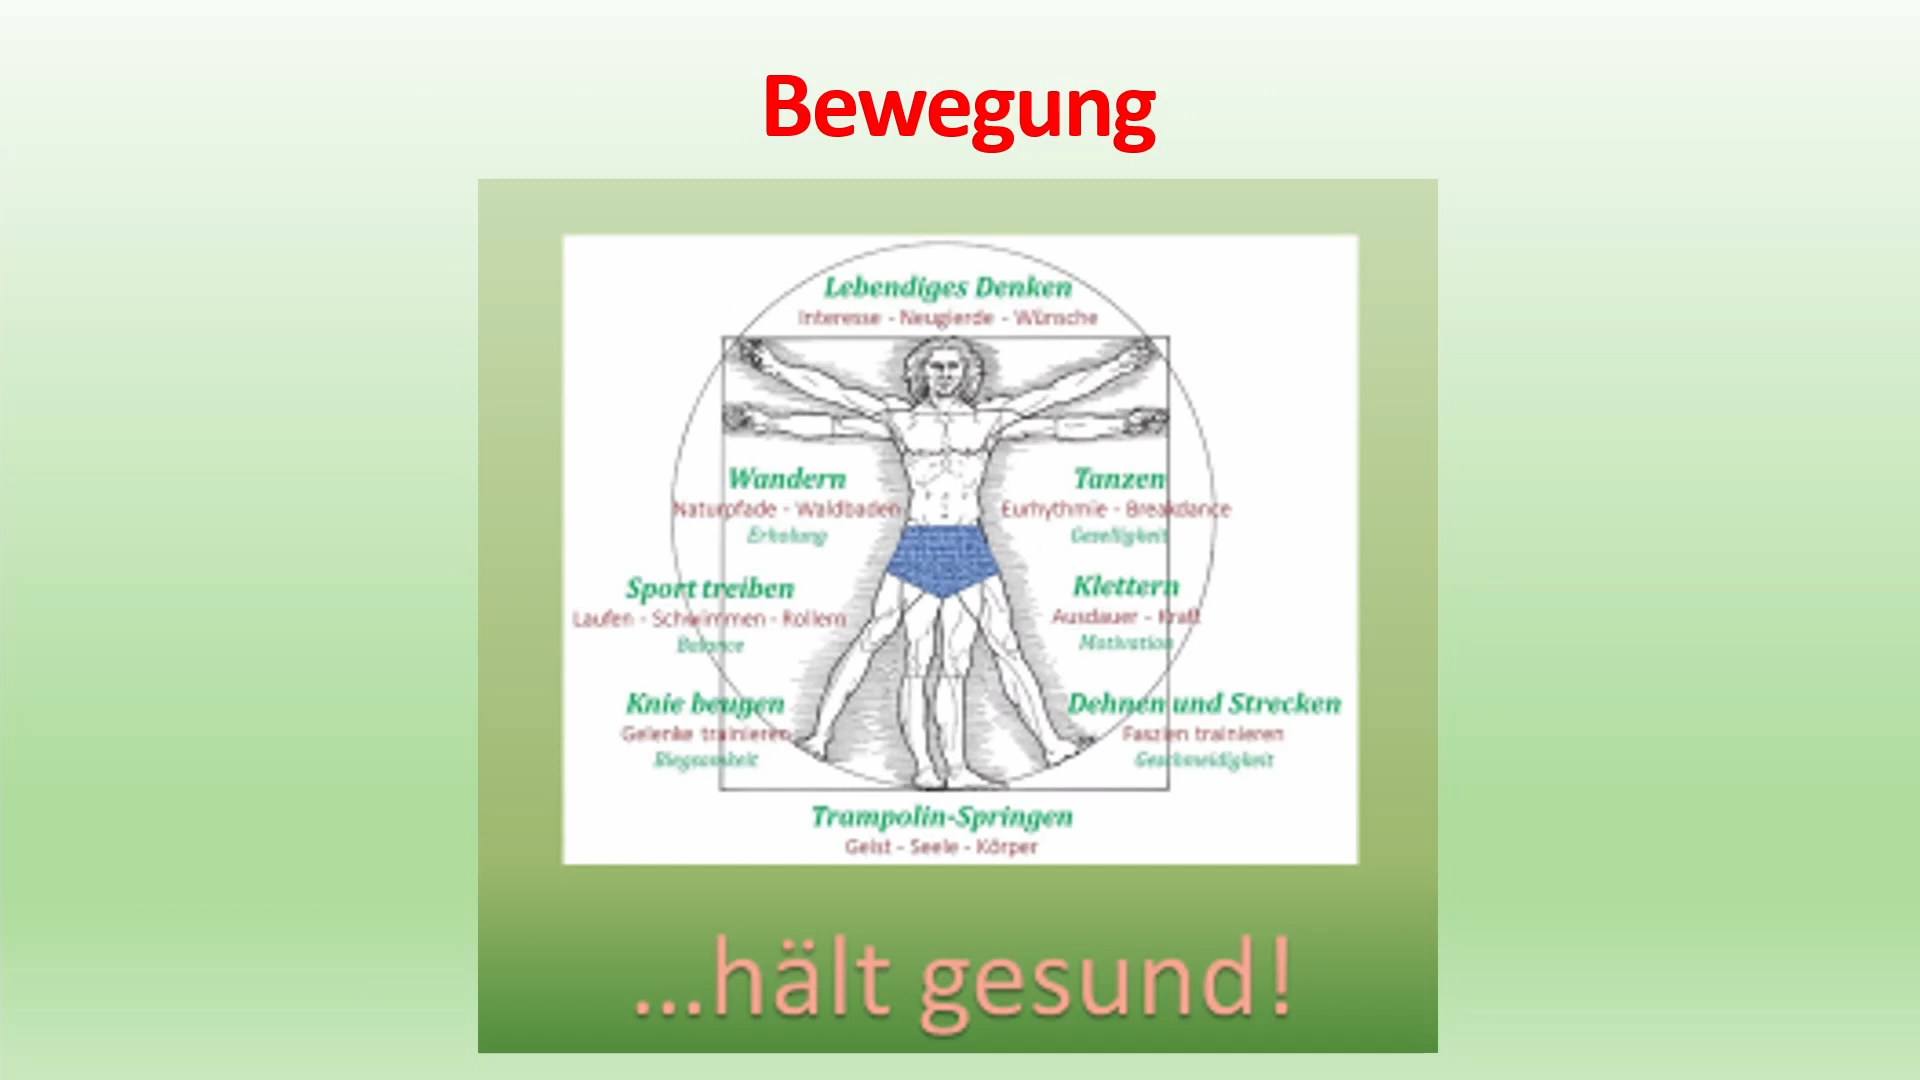 Bewegung
Lebendiges Denken
Interesse - Neugierde - Wünsche
Wandern
Naturpfade - Waldbaden
Erholung
Tanzen
Eurhythmie - Breakdance
Geselligkeit
Sport treiben
Laufen - Schwimmen - Rollern
Balance
Klettern
Ausdauer - Kraft
Motivation
Knie beugen
Gelenke trainieren
Biegsamkeit
Dehnen und Strecken
Faszien trainieren
Geschmeidigkeit
Trampolin-Springen
Geist - Seele - Körper
...hält gesund!